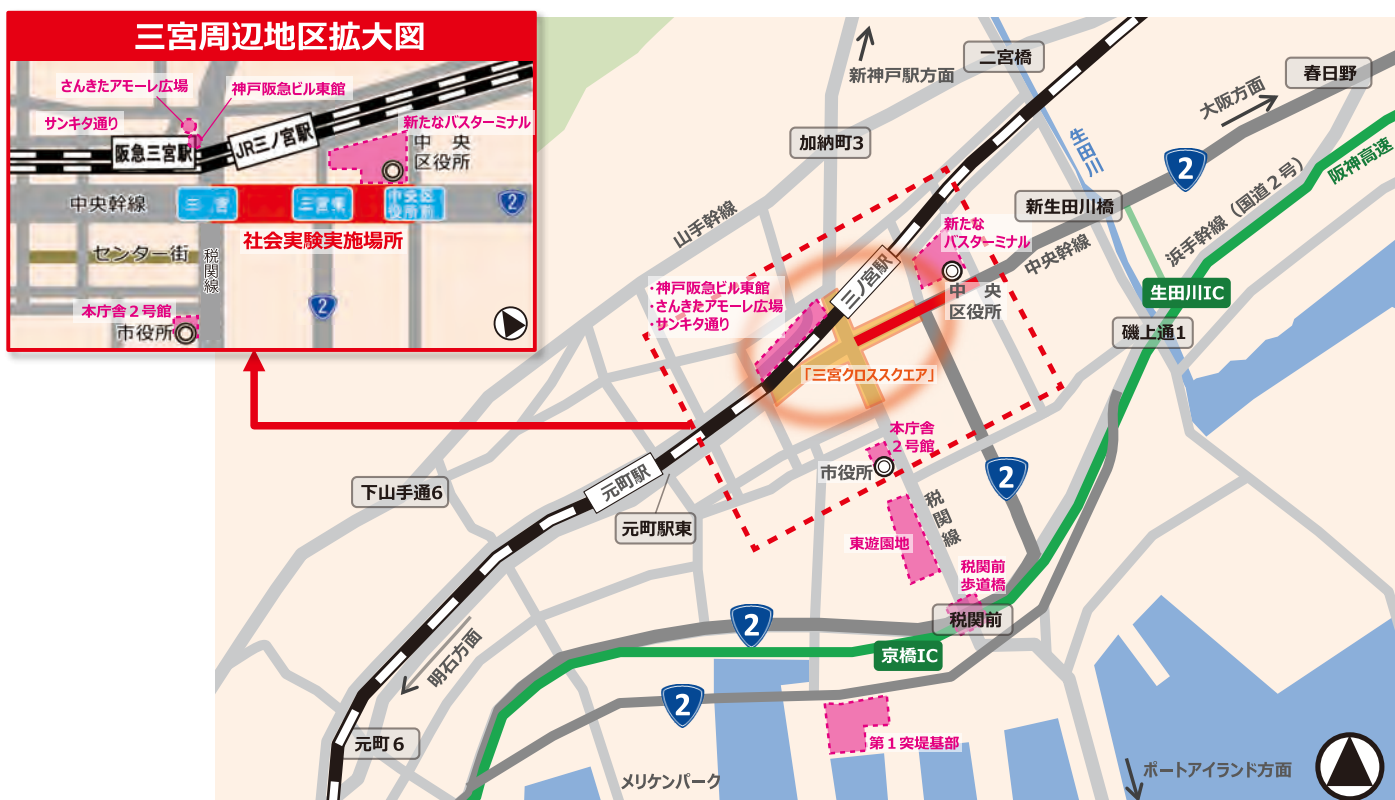 三宮周辺地区拡大図
さんきたアモーレ広場
神戸阪急ビル東館
サンキタ通り
新たなバスターミナル
阪急三宮駅
JR三ノ宮駅
中央
区役所
中央幹線
三宮
三宮東
中央区
役所前
2
社会実験実施場所
センター街
税関線
2
本庁舎2号館
市役所
新神戸駅方面
二宮橋
春日野
大阪方面
加納町3
生田川
2
阪神高速
山手幹線
新生田川橋
浜手幹線(国道2号)
新たな
バスターミナル
中央幹線
三ノ宮駅
中央
区役所
生田川IC
・神戸阪急ビル東館
・さんきたアモーレ広場
・サンキタ通り
磯上通1
「三宮クロススクエア」
本庁舎
2号館
市役所
2
元町駅
下山手通6
元町駅東
税関線
東遊園地
税関前
歩道橋
税関前
2
京橋IC
明石方面
2
第1突堤基部
元町6
メリケンパーク
ポートアイランド方面